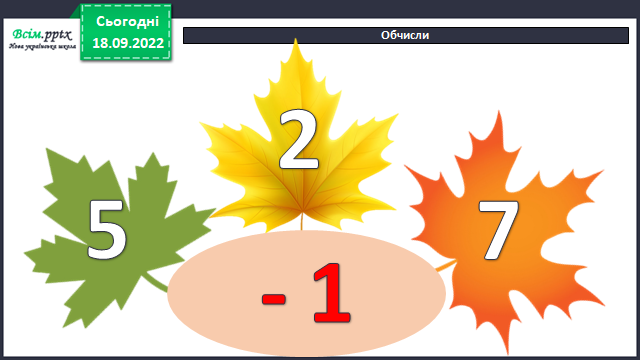 Всім.pptx
Нова українська школа
Сьогодні
18.09.2022
Обчисли
2
5
7
- 1